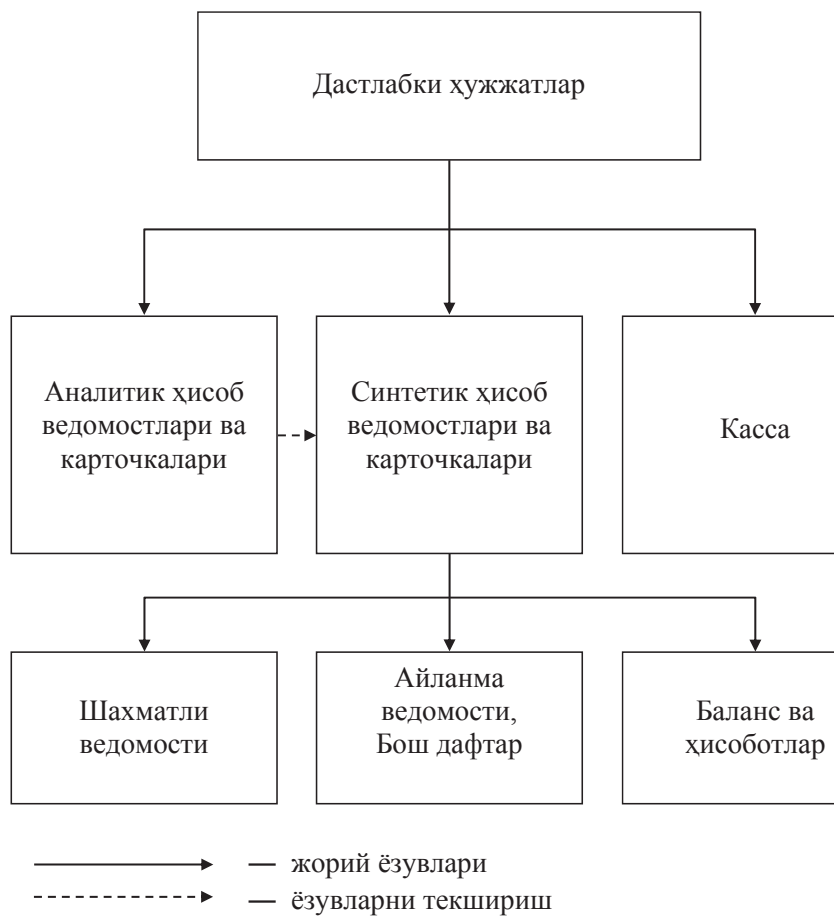 Дастлабки ҳужжатлар
Аналитик ҳисоб
ведомостлари ва
карточкалари
Синтетик ҳисоб
ведомостлари ва
карточкалари
Касса
Шахматли
ведомости
Айланма
ведомости,
Бош дафтар
Баланс ва
ҳисоботлар
— жорий ёзувлари
— ёзувларни текшириш